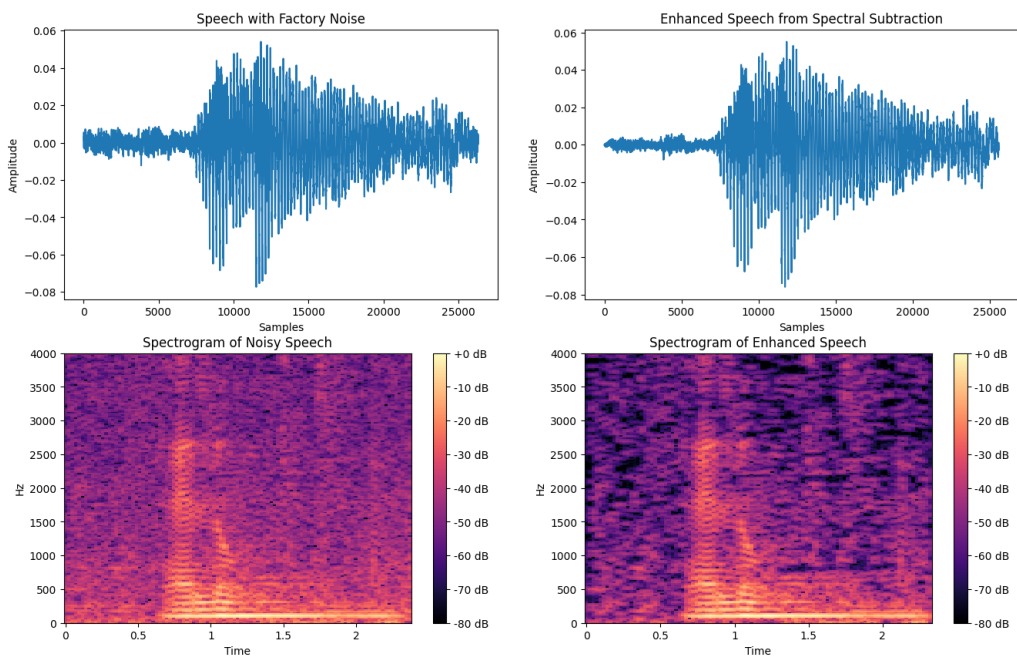 Speech with Factory Noise
0.06
0.04
0.02
0.00
−0.02
−0.04
−0.06
−0.08
Amplitude
0
5000
10000
15000
20000
25000
Samples
Enhanced Speech from Spectral Subtraction
0.06
0.04
0.02
0.00
−0.02
−0.04
−0.06
−0.08
Amplitude
0
5000
10000
15000
20000
25000
Samples
Spectrogram of Noisy Speech
4000
3500
3000
2500
2000
1500
1000
500
0
Hz
0
0.5
1
1.5
2
Time
+0 dB
-10 dB
-20 dB
-30 dB
-40 dB
-50 dB
-60 dB
-70 dB
-80 dB
Spectrogram of Enhanced Speech
4000
3500
3000
2500
2000
1500
1000
500
0
Hz
0
0.5
1
1.5
2
Time
+0 dB
-10 dB
-20 dB
-30 dB
-40 dB
-50 dB
-60 dB
-70 dB
-80 dB